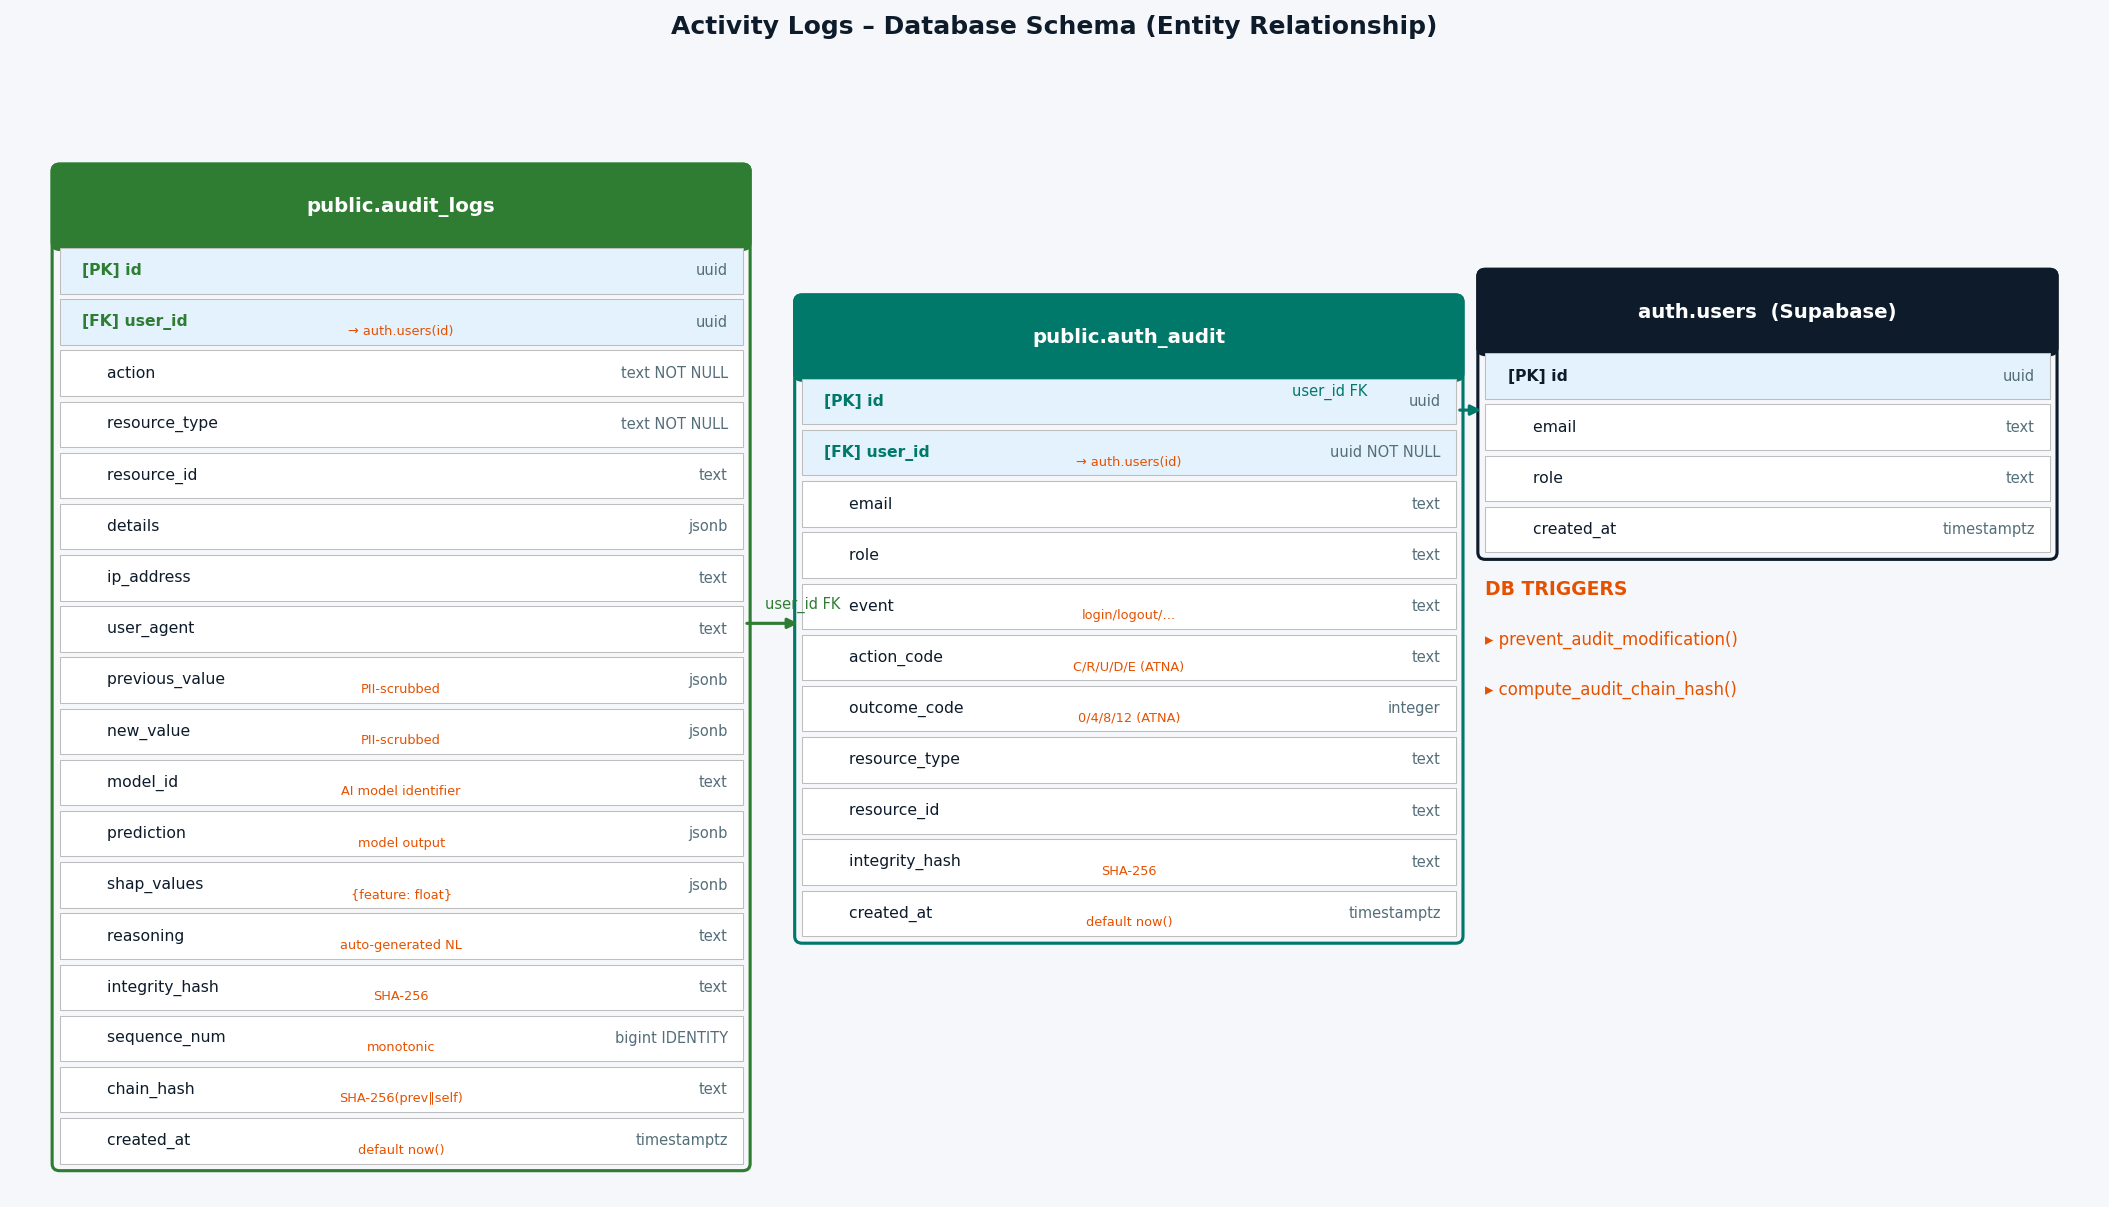 Activity Logs – Database Schema (Entity Relationship)
public.audit_logs
[PK] id uuid
[FK] user_id → auth.users(id) uuid
action text NOT NULL
resource_type text NOT NULL
resource_id text
details jsonb
ip_address text
user_agent text
previous_value PII-scrubbed jsonb
new_value PII-scrubbed jsonb
model_id AI model identifier text
prediction model output jsonb
shap_values {feature: float} jsonb
reasoning auto-generated NL text
integrity_hash SHA-256 text
sequence_num monotonic bigint IDENTITY
chain_hash SHA-256(prev‖self) text
created_at default now() timestamptz
user_id FK
public.auth_audit
[PK] id uuid
[FK] user_id → auth.users(id) uuid NOT NULL
email text
role text
event login/logout/... text
action_code C/R/U/D/E (ATNA) text
outcome_code 0/4/8/12 (ATNA) integer
resource_type text
resource_id text
integrity_hash SHA-256 text
created_at default now() timestamptz
user_id FK
auth.users (Supabase)
[PK] id uuid
email text
role text
created_at timestamptz
DB TRIGGERS
▸ prevent_audit_modification()
▸ compute_audit_chain_hash()